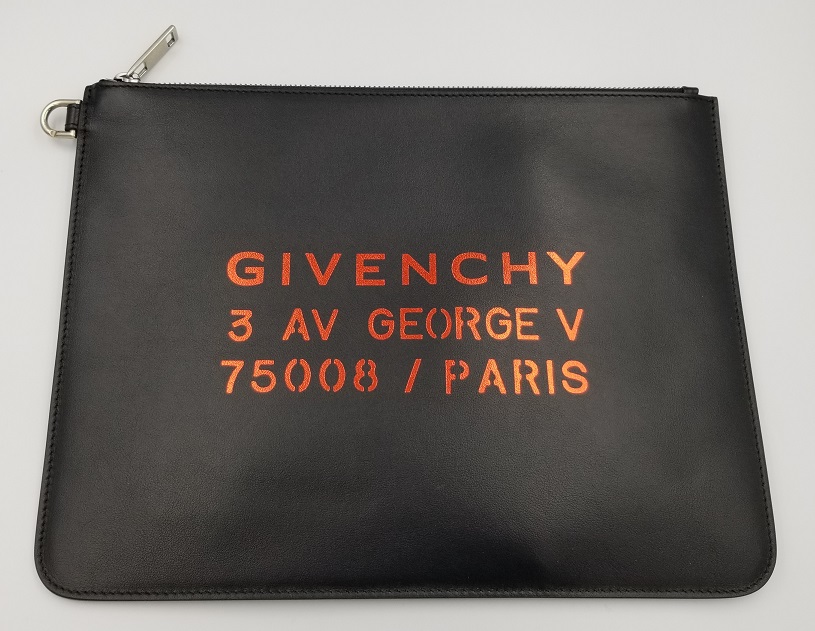 GIVENCHY
3 AV GEORGE V
75008 / PARIS